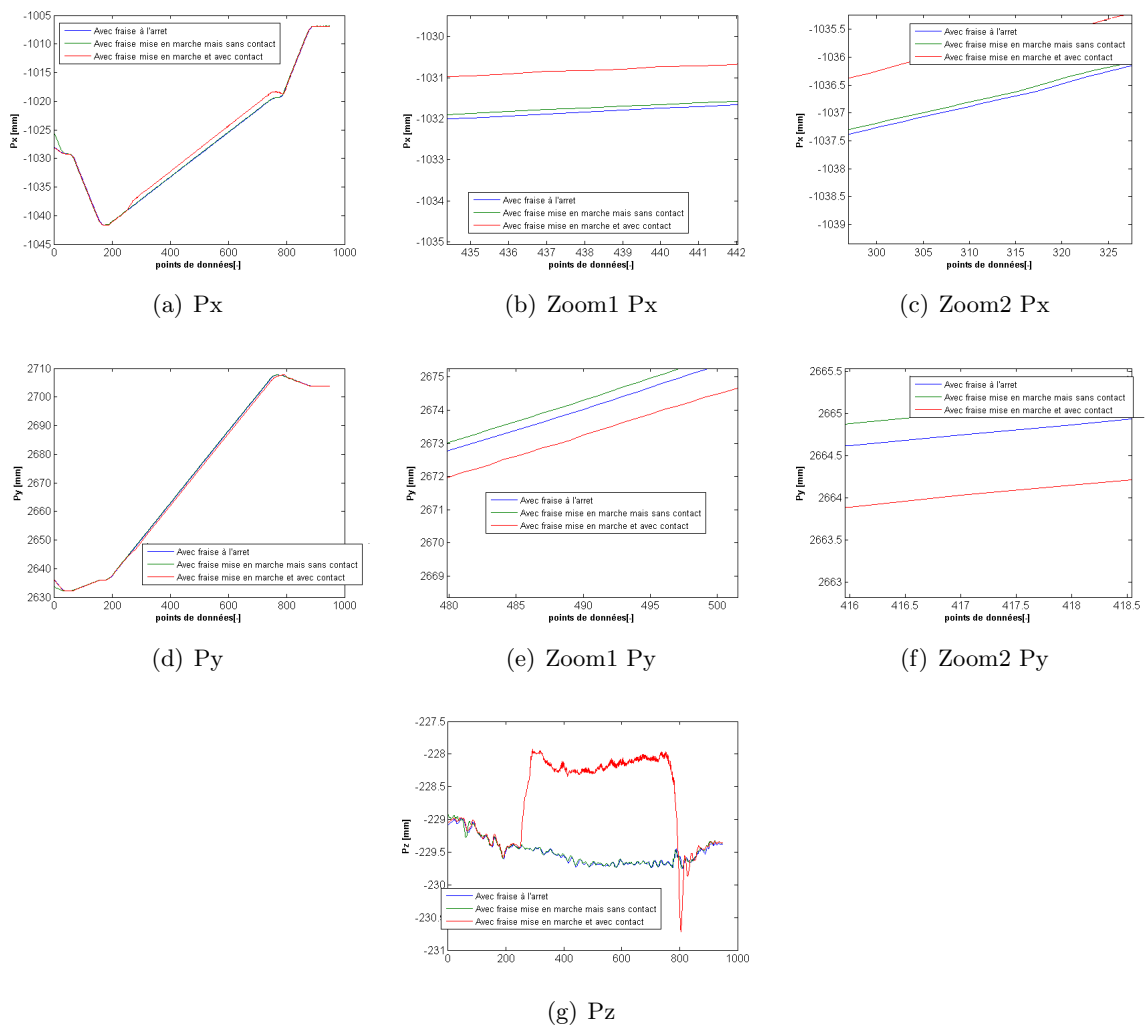 -1005
-1010
-1015
-1020
-1025
-1030
-1035
-1040
-1045
Px [mm]
Avec fraise à l'arret
Avec fraise mise en marche mais sans contact
Avec fraise mise en marche et avec contact
0 200 400 600 800 1000
points de données[.]
(a) Px
-1030
-1031
-1032
-1033
-1034
-1035
Px [mm]
Avec fraise à l'arret
Avec fraise mise en marche mais sans contact
Avec fraise mise en marche et avec contact
435 436 437 438 439 440 441 442
points de données[.]
(b) Zoom1 Px
-1035.5
-1036
-1036.5
-1037
-1037.5
-1038
-1038.5
-1039
Px [mm]
Avec fraise à l'arret
Avec fraise mise en marche mais sans contact
Avec fraise mise en marche et avec contact
300 305 310 315 320 325
points de données[.]
(c) Zoom2 Px
2710
2700
2690
2680
2670
2660
2650
2640
2630
Py [mm]
Avec fraise à l'arret
Avec fraise mise en marche mais sans contact
Avec fraise mise en marche et avec contact
0 200 400 600 800 1000
points de données[.]
(d) Py
2675
2674
2673
2672
2671
2670
2669
Py [mm]
Avec fraise à l'arret
Avec fraise mise en marche mais sans contact
Avec fraise mise en marche et avec contact
480 485 490 495 500
points de données[.]
(e) Zoom1 Py
2665.5
2665
2664.5
2664
2663.5
2663
Py [mm]
Avec fraise à l'arret
Avec fraise mise en marche mais sans contact
Avec fraise mise en marche et avec contact
416 416.5 417 417.5 418 418.5
points de données[.]
(f) Zoom2 Py
-227.5
-228
-228.5
-229
-229.5
-230
-230.5
-231
Pz [mm]
Avec fraise à l'arret
Avec fraise mise en marche mais sans contact
Avec fraise mise en marche et avec contact
0 200 400 600 800 1000
points de données[.]
(g) Pz